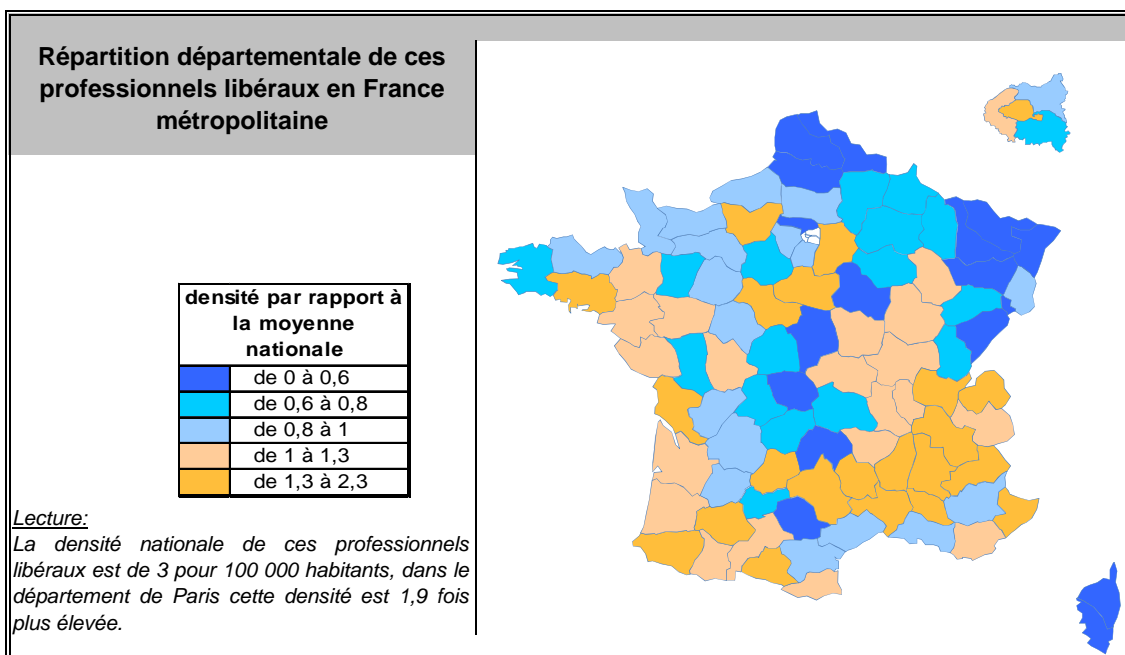 Répartition départementale de ces
professionnels libéraux en France
métropolitaine
densité par rapport à
la moyenne
nationale
de 0 à 0,6
de 0,6 à 0,8
de 0,8 à 1
de 1 à 1,3
de 1,3 à 2,3
Lecture:
La densité nationale de ces professionnels
libéraux est de 3 pour 100 000 habitants, dans le
département de Paris cette densité est 1,9 fois
plus élevée.